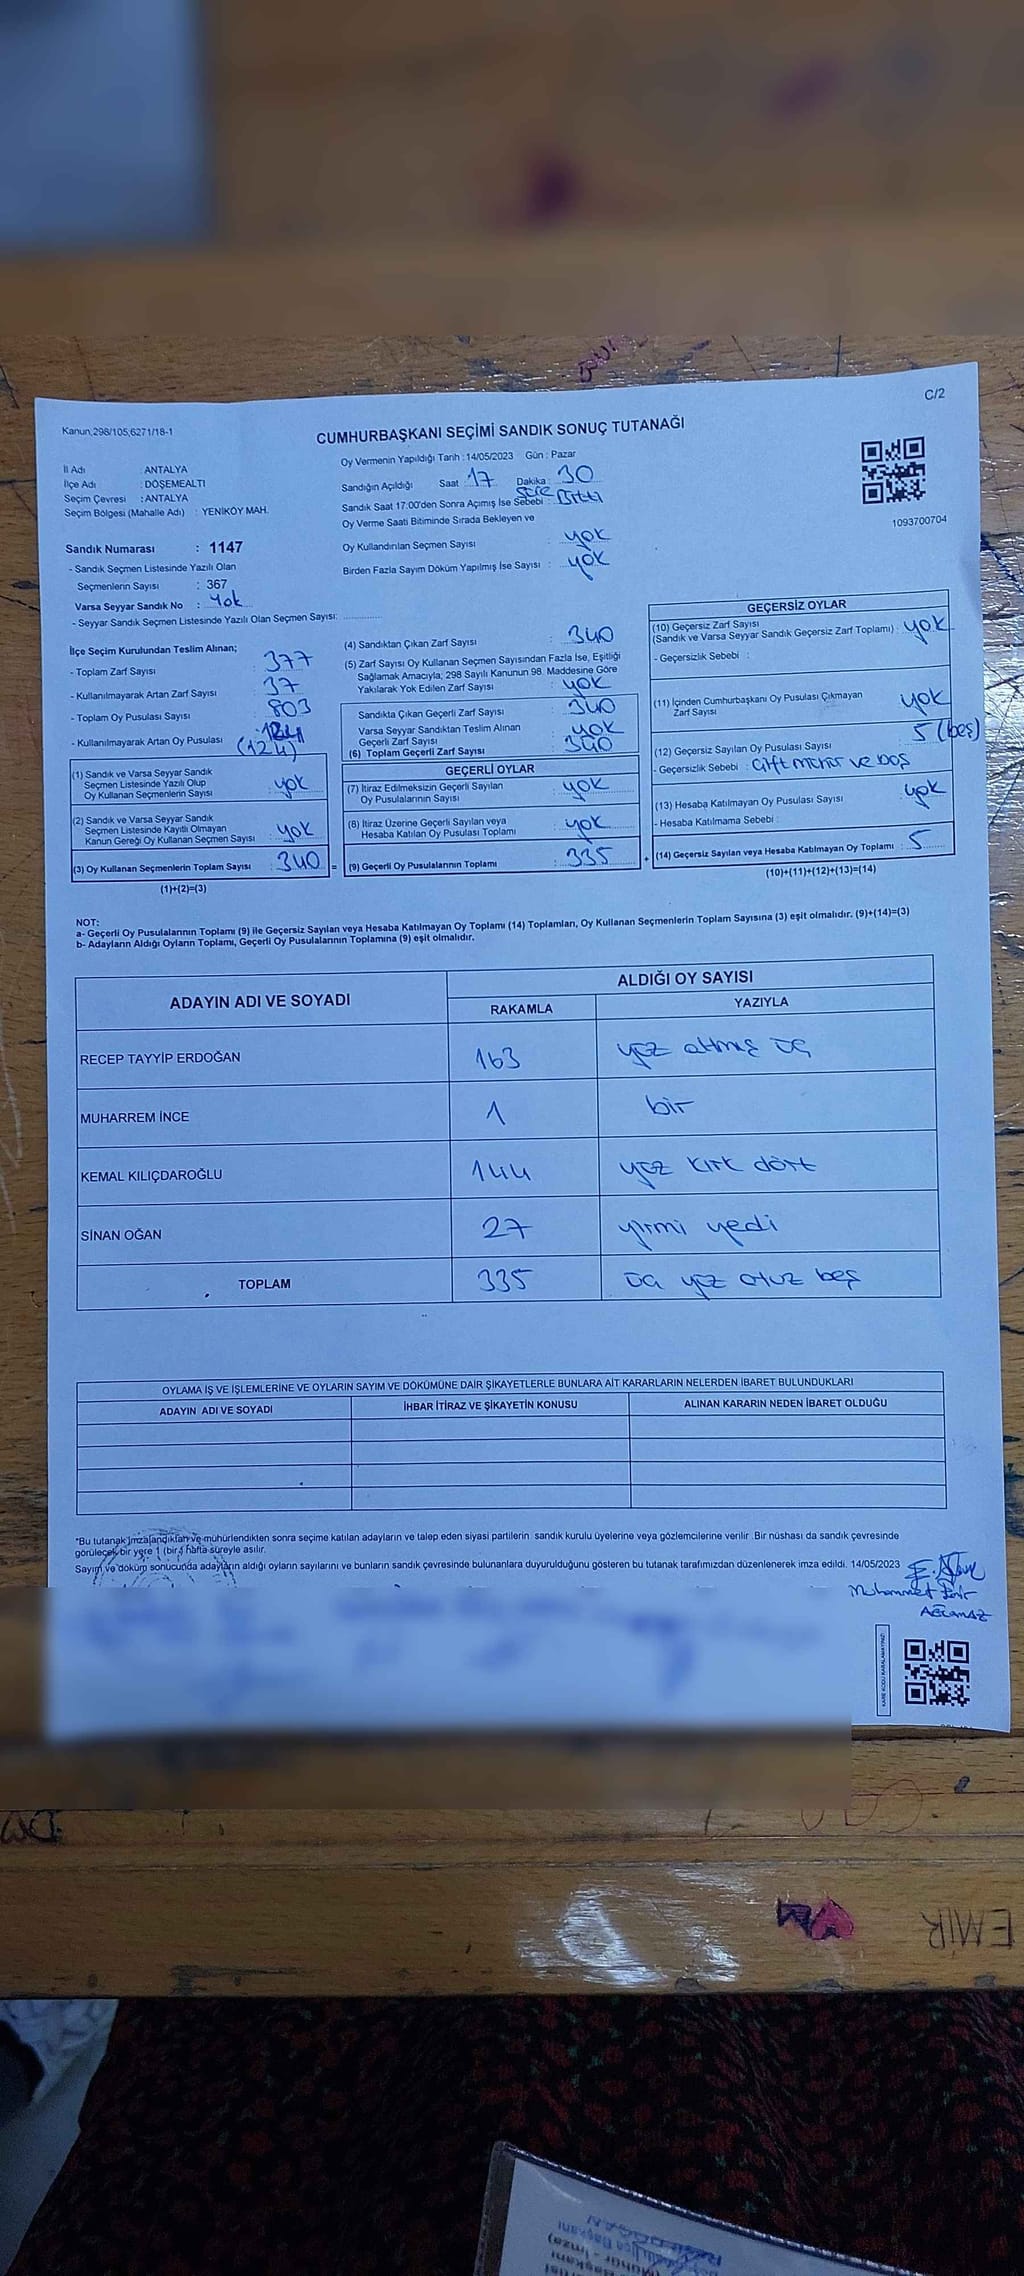 C/2
Kanun,298/105,6271/18-1
CUMHURBAŞKANI SEÇİMİ SANDIK SONUÇ TUTANAĞI
İl Adı : ANTALYA
İlçe Adı : DÖŞEMEALTI
Seçim Çevresi : ANTALYA
Seçim Bölgesi (Mahalle Adı) : YENİKÖY MAH.
Sandık Numarası : 1147
- Sandık Seçmen Listesinde Yazılı Olan
Seçmenlerin Sayısı : 367
Varsa Seyyar Sandık No : Yok
- Seyyar Sandık Seçmen Listesinde Yazılı Olan Seçmen Sayısı:
Oy Vermenin Yapıldığı Tarih : 14/05/2023 Gün : Pazar
Sandığın Açıldığı Saat : 17 Dakika : 30
Sandık Saat 17:00'den Sonra Açımış İse Sebebi : Süre Bitti
Oy Verme Saati Bitiminde Sırada Bekleyen ve
Oy Kullandırılan Seçmen Sayısı : yok
Birden Fazla Sayım Döküm Yapılmış İse Sayısı : yok
1093700704
İlçe Seçim Kurulundan Teslim Alınan;
- Toplam Zarf Sayısı : 377
- Kullanılmayarak Artan Zarf Sayısı : 37
- Toplam Oy Pusulası Sayısı : 803
- Kullanılmayarak Artan Oy Pusulası : 124
(124)
(1) Sandık ve Varsa Seyyar Sandık
Seçmen Listesinde Yazılı Olup
Oy Kullanan Seçmenlerin Sayısı : yok
(2) Sandık ve Varsa Seyyar Sandık
Seçmen Listesinde Kayıtlı Olmayan
Kanun Gereği Oy Kullanan Seçmen Sayısı : yok
(3) Oy Kullanan Seçmenlerin Toplam Sayısı : 340 =
(1)+(2)=(3)
(4) Sandıktan Çıkan Zarf Sayısı : 340
(5) Zarf Sayısı Oy Kullanan Seçmen Sayısından Fazla İse, Eşitliği
Sağlamak Amacıyla; 298 Sayılı Kanunun 98. Maddesine Göre
Yakılarak Yok Edilen Zarf Sayısı : yok
Sandıkta Çıkan Geçerli Zarf Sayısı : 340
Varsa Seyyar Sandıktan Teslim Alınan
Geçerli Zarf Sayısı : yok
(6) Toplam Geçerli Zarf Sayısı : 340
GEÇERLİ OYLAR
(7) İtiraz Edilmeksizin Geçerli Sayılan
Oy Pusulalarının Sayısı : yok
(8) İtiraz Üzerine Geçerli Sayılan veya
Hesaba Katılan Oy Pusulası Toplamı : yok
(9) Geçerli Oy Pusulalarının Toplamı : 335 +
GEÇERSİZ OYLAR
(10) Geçersiz Zarf Sayısı
(Sandık ve Varsa Seyyar Sandık Geçersiz Zarf Toplamı) : yok
- Geçersizlik Sebebi :
(11) İçinden Cumhurbaşkanı Oy Pusulası Çıkmayan
Zarf Sayısı : yok
(12) Geçersiz Sayılan Oy Pusulası Sayısı : 5 (beş)
- Geçersizlik Sebebi : Çift mühür ve boş
(13) Hesaba Katılmayan Oy Pusulası Sayısı : yok
- Hesaba Katılmama Sebebi :
(14) Geçersiz Sayılan veya Hesaba Katılmayan Oy Toplamı : 5
(10)+(11)+(12)+(13)=(14)
NOT:
a- Geçerli Oy Pusulalarının Toplamı (9) ile Geçersiz Sayılan veya Hesaba Katılmayan Oy Toplamı (14) Toplamları, Oy Kullanan Seçmenlerin Toplam Sayısına (3) eşit olmalıdır. (9)+(14)=(3)
b- Adayların Aldığı Oyların Toplamı, Geçerli Oy Pusulalarının Toplamına (9) eşit olmalıdır.
ADAYIN ADI VE SOYADI
ALDIĞI OY SAYISI
RAKAMLA YAZIYLA
RECEP TAYYİP ERDOĞAN 163 yüz altmış üç
MUHARREM İNCE 1 bir
KEMAL KILIÇDAROĞLU 144 yüz kırk dört
SİNAN OĞAN 27 yirmi yedi
TOPLAM 335 üç yüz otuz beş
OYLAMA İŞ VE İŞLEMLERİNE VE OYLARIN SAYIM VE DÖKÜMÜNE DAİR ŞİKAYETLERLE BUNLARA AİT KARARLARIN NELERDEN İBARET BULUNDUKLARI
ADAYIN ADI VE SOYADI İHBAR İTİRAZ VE ŞİKAYETİN KONUSU ALINAN KARARIN NEDEN İBARET OLDUĞU
*Bu tutanak İmzalandıktan ve mühürlendikten sonra seçime katılan adayların ve talep eden siyasi partilerin sandık kurulu üyelerine veya gözlemcilerine verilir .Bir nüshası da sandık çevresinde
görülecek bir yere 1 (bir) hafta süreyle asılır.
Sayım ve döküm sonucunda adayların aldığı oyların sayılarını ve bunların sandık çevresinde bulunanlara duyurulduğunu gösteren bu tutanak tarafımızdan düzenlenerek imza edildi. 14/05/2023
Muhammet
KARE KODU KARALAMAYINIZ!
EMİR